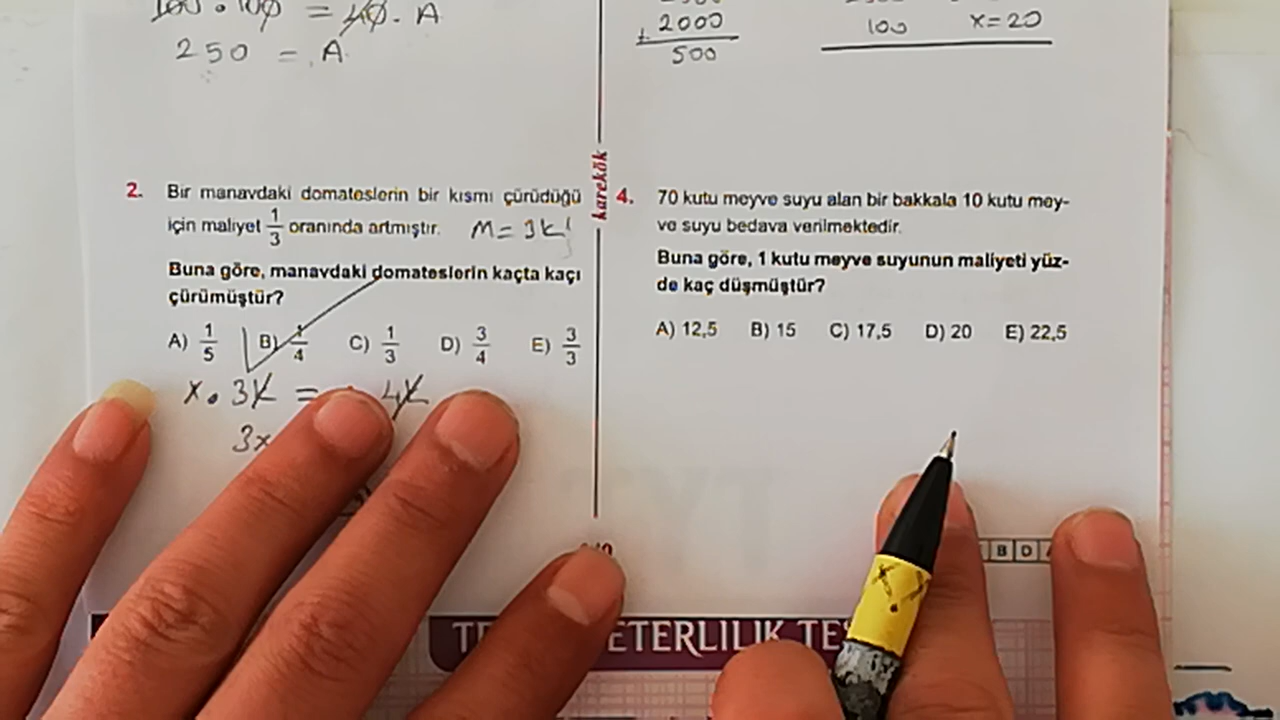 = 40. A
250 = A
2000
+
500
100 x=20
karekök
2. Bir manavdaki domateslerin bir kısmı çürüdüğü
için maliyet 1/3 oranında artmıştır. M = 3k
Buna göre, manavdaki domateslerin kaçta kaçı
çürümüştür?
A) 1/5 B) 1/4 C) 1/3 D) 3/4 E) 3/3
x. 3k = 4k
3x
4. 70 kutu meyve suyu alan bir bakkala 10 kutu mey-
ve suyu bedava verilmektedir.
Buna göre, 1 kutu meyve suyunun maliyeti yüz-
de kaç düşmüştür?
A) 12,5 B) 15 C) 17,5 D) 20 E) 22,5
B D
ETERLILIK TE